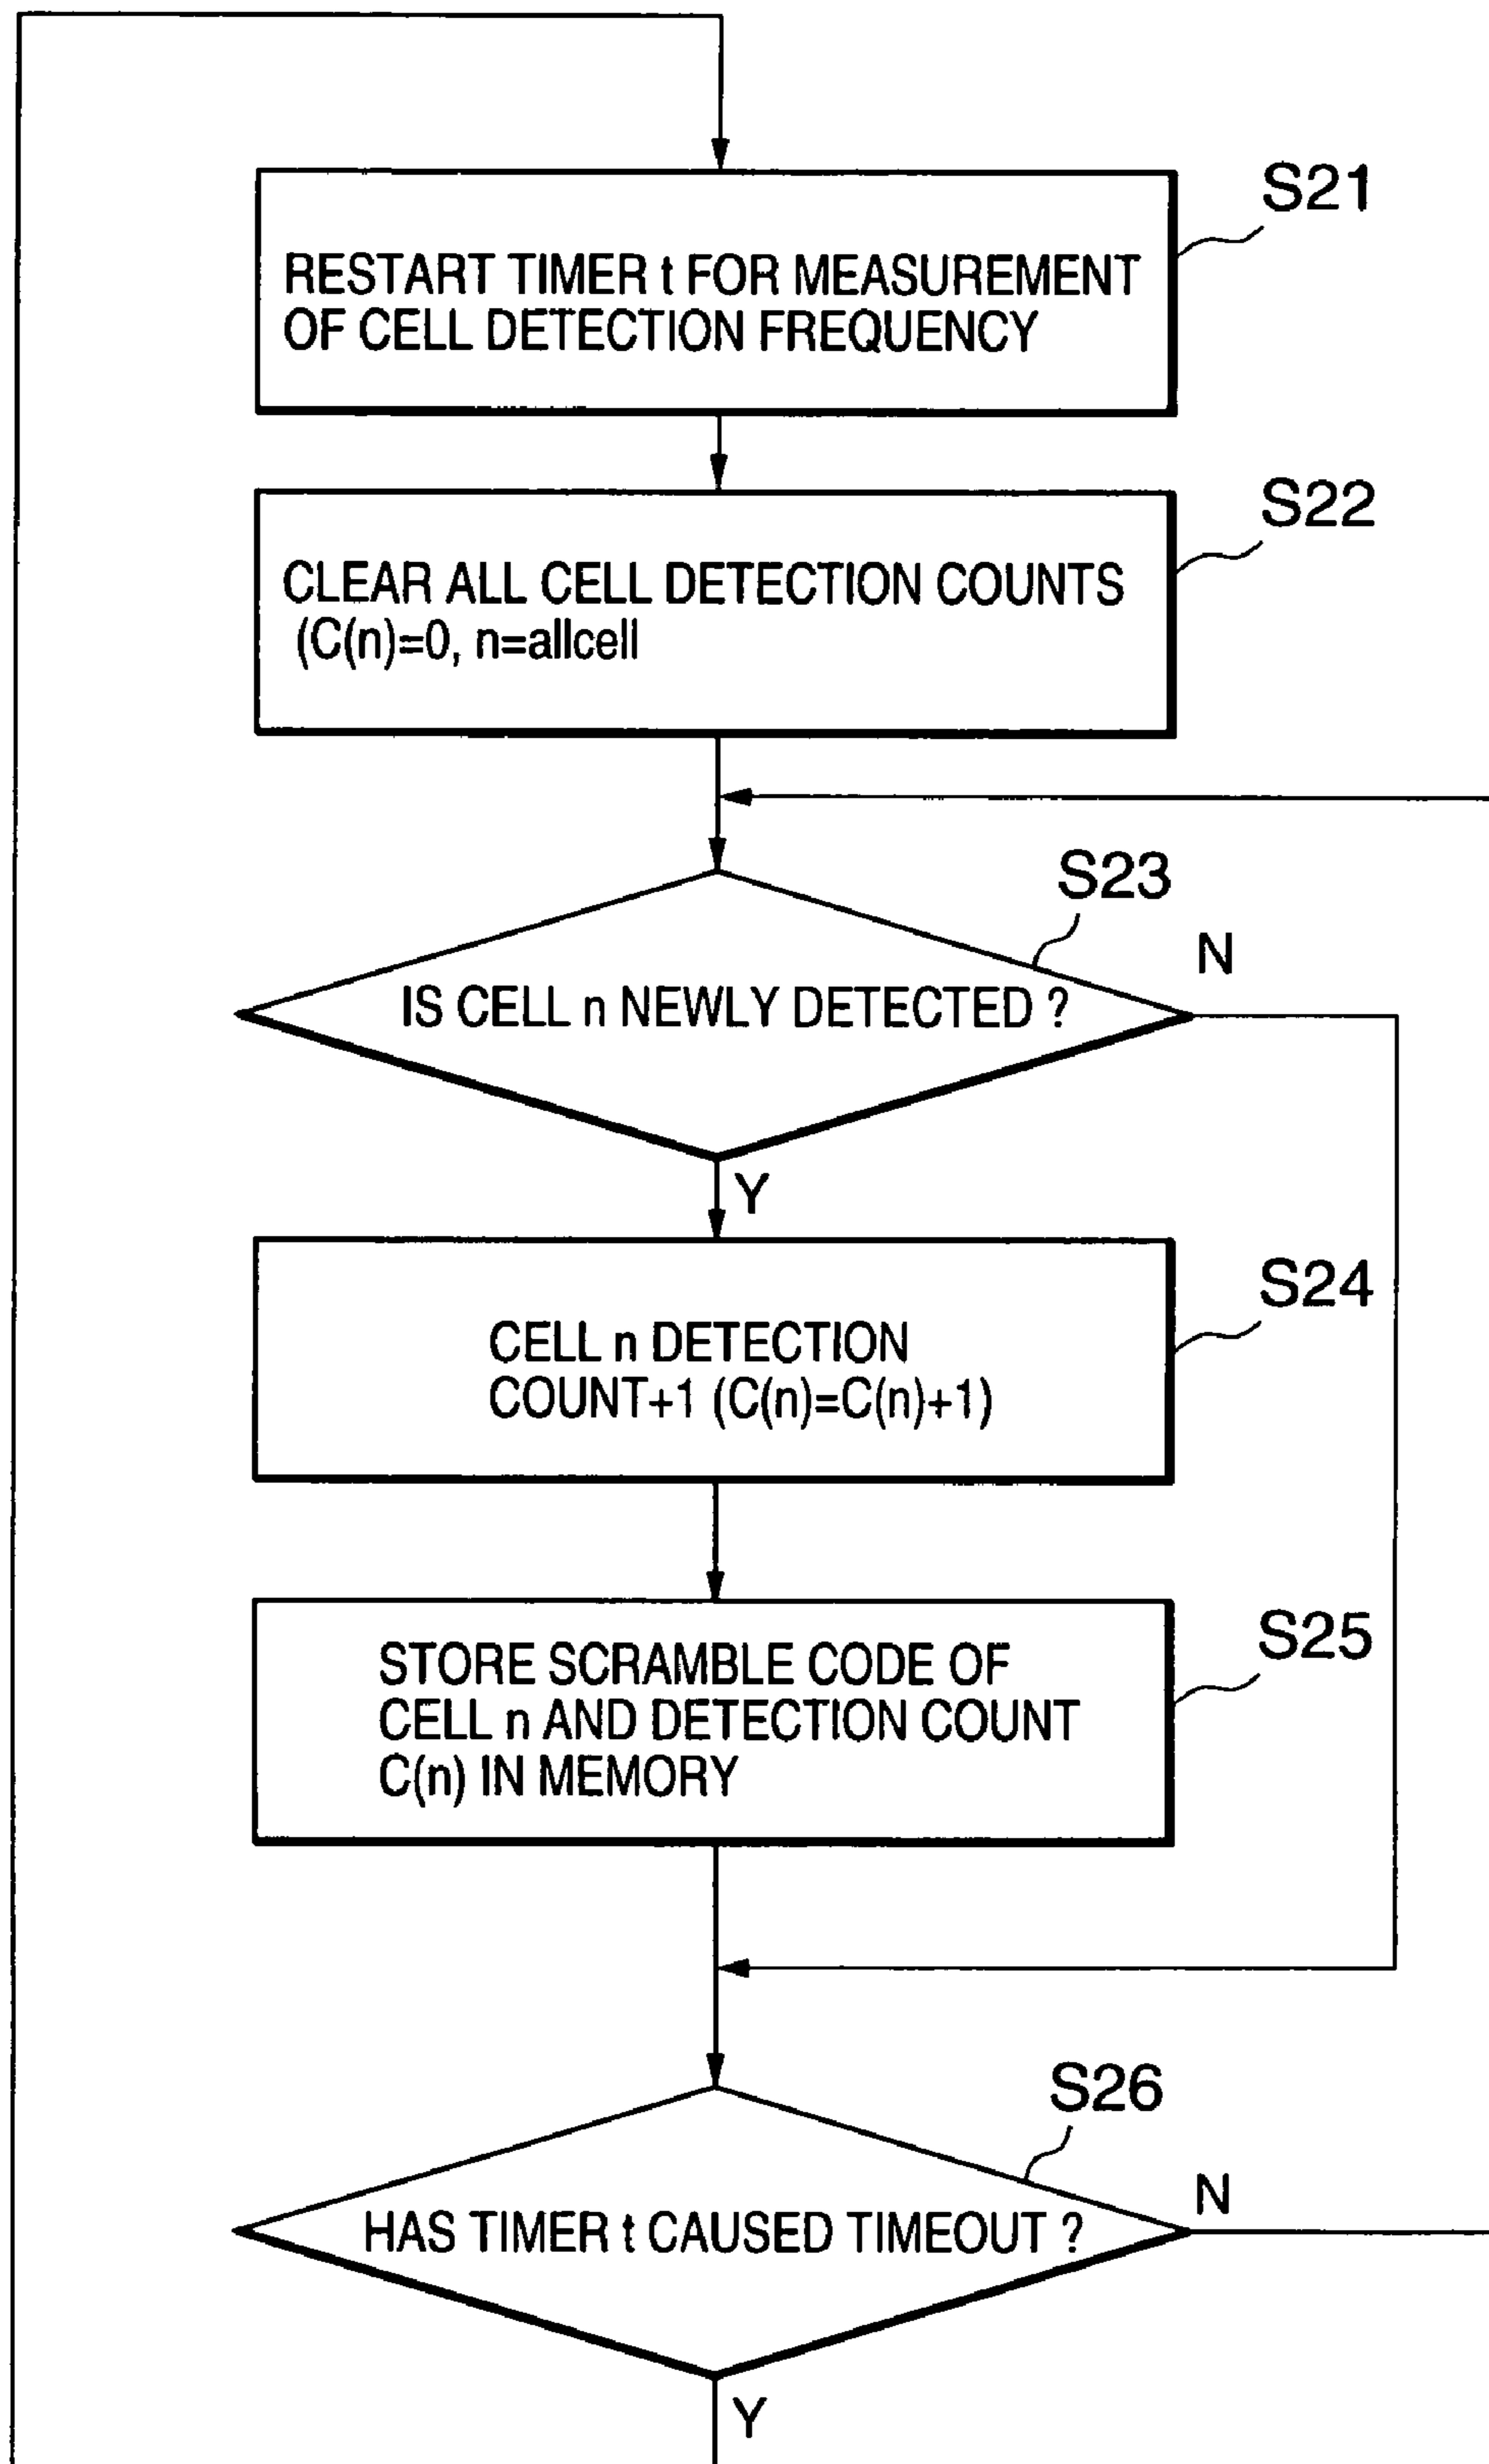 S21
RESTART TIMER t FOR MEASUREMENT
OF CELL DETECTION FREQUENCY
S22
CLEAR ALL CELL DETECTION COUNTS
(C(n)=0, n=allcell
S23
N
IS CELL n NEWLY DETECTED ?
Y
S24
CELL n DETECTION
COUNT+1 (C(n)=C(n)+1)
S25
STORE SCRAMBLE CODE OF
CELL n AND DETECTION COUNT
C(n) IN MEMORY
S26
N
HAS TIMER t CAUSED TIMEOUT ?
Y